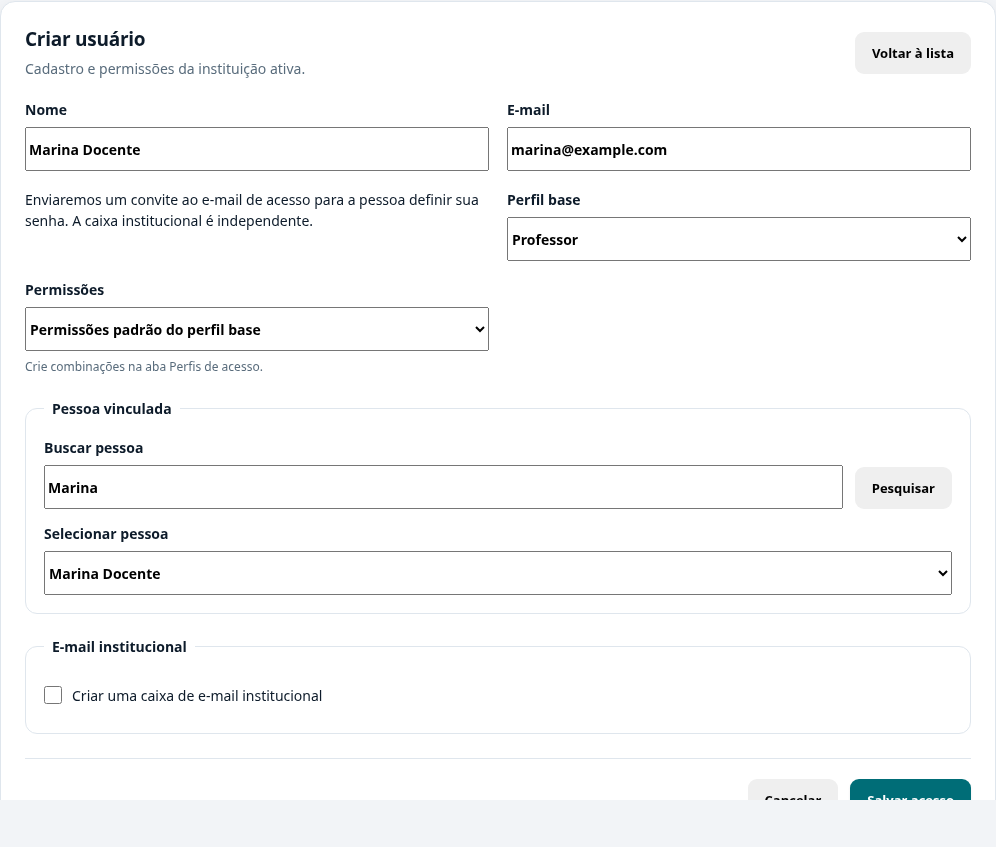 Criar usuário
Cadastro e permissões da instituição ativa.
Voltar à lista
Nome
E-mail
Marina Docente
marina@example.com
Enviaremos um convite ao e-mail de acesso para a pessoa definir sua
senha. A caixa institucional é independente.
Perfil base
Professor
Permissões
Permissões padrão do perfil base
Crie combinações na aba Perfis de acesso.
Pessoa vinculada
Buscar pessoa
Marina
Pesquisar
Selecionar pessoa
Marina Docente
E-mail institucional
Criar uma caixa de e-mail institucional
Cancelar
Salvar acesso